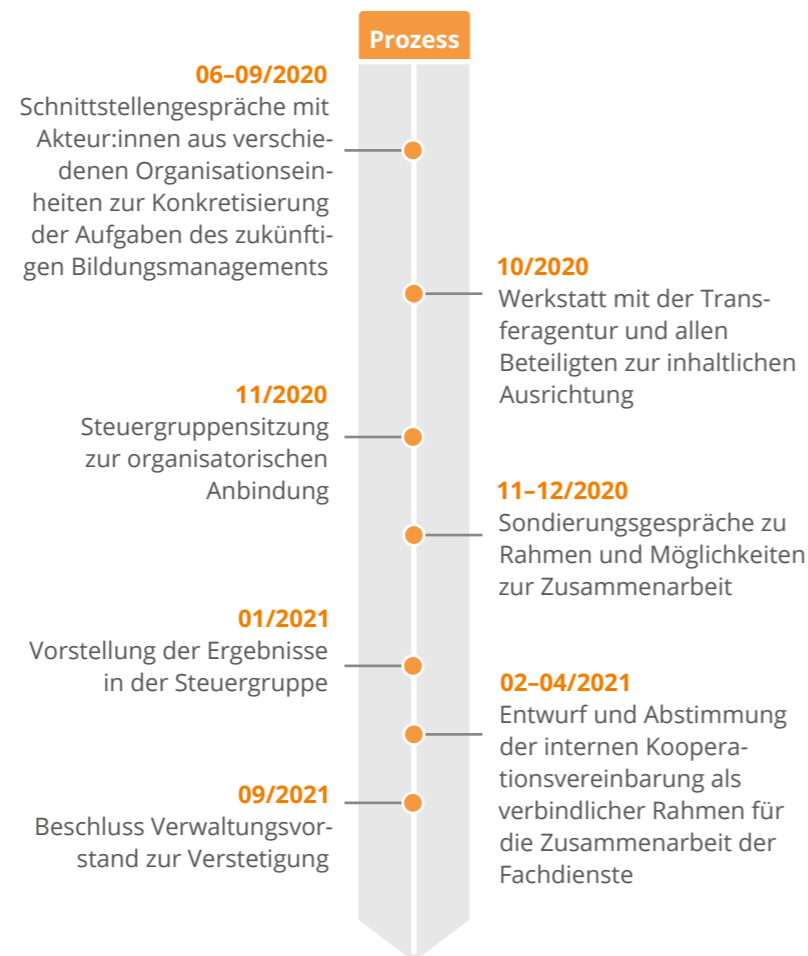 Prozess
06–09/2020
Schnittstellengespräche mit
Akteur:innen aus verschie-
denen Organisationsein-
heiten zur Konkretisierung
der Aufgaben des zukünfti-
gen Bildungsmanagements
10/2020
Werkstatt mit der Trans-
feragentur und allen
Beteiligten zur inhaltlichen
Ausrichtung
11/2020
Steuergruppensitzung
zur organisatorischen
Anbindung
11–12/2020
Sondierungsgespräche zu
Rahmen und Möglichkeiten
zur Zusammenarbeit
01/2021
Vorstellung der Ergebnisse
in der Steuergruppe
02–04/2021
Entwurf und Abstimmung
der internen Koopera-
tionsvereinbarung als
verbindlicher Rahmen für
die Zusammenarbeit der
Fachdienste
09/2021
Beschluss Verwaltungsvor-
stand zur Verstetigung